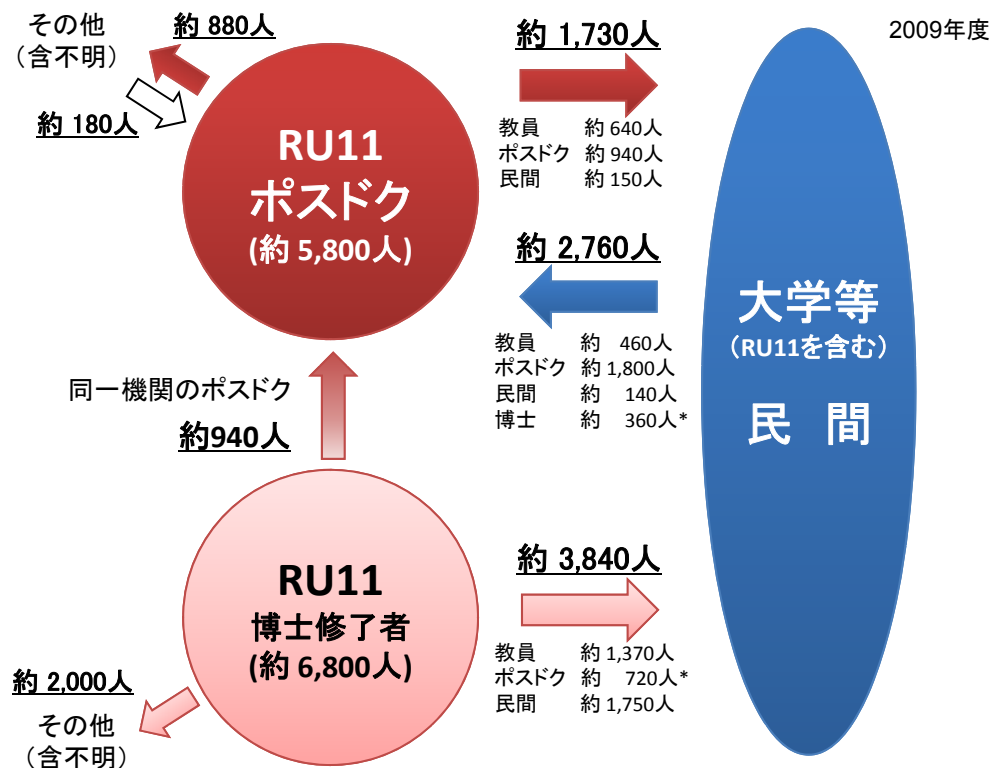 2009年度
その他
（含不明）
約 880人
約 180人
RU11
ポスドク
(約 5,800人)
約 1,730人
教員 約 640人
ポスドク 約 940人
民間 約 150人
約 2,760人
教員 約 460人
ポスドク 約 1,800人
民間 約 140人
博士 約 360人*
大学等
（RU11を含む）
民 間
同一機関のポスドク
約940人
RU11
博士修了者
(約 6,800人)
約 3,840人
教員 約 1,370人
ポスドク 約 720人*
民間 約 1,750人
約 2,000人
その他
（含不明）